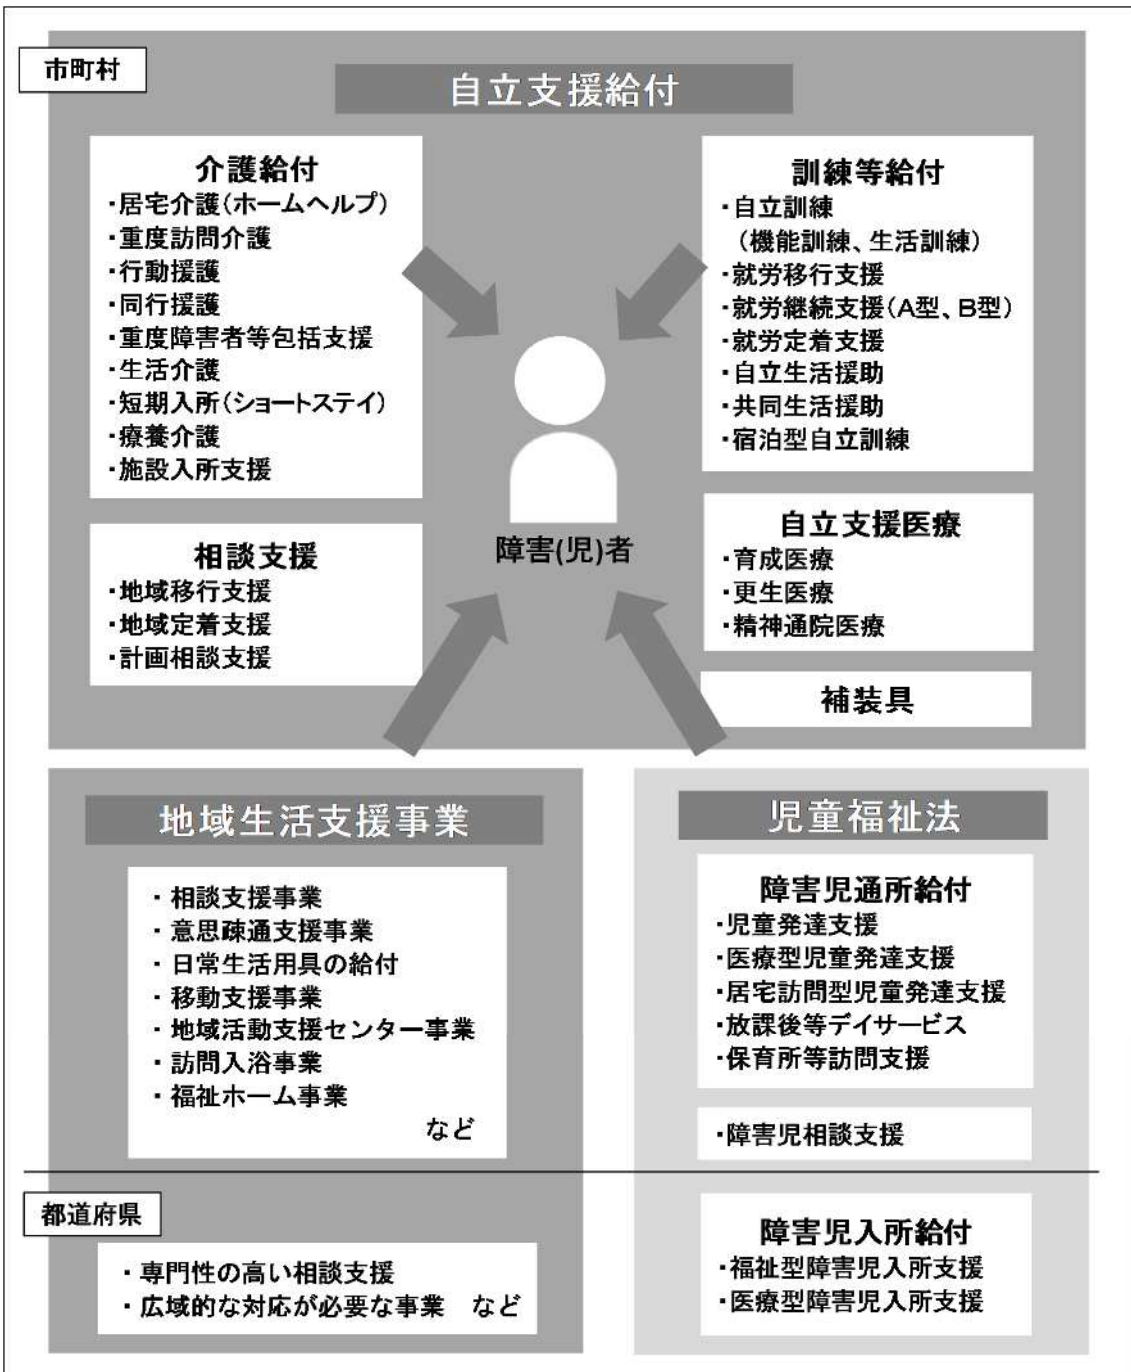 市町村
自立支援給付
介護給付
・居宅介護(ホームヘルプ)
・重度訪問介護
・行動援護
・同行援護
・重度障害者等包括支援
・生活介護
・短期入所(ショートステイ)
・療養介護
・施設入所支援
訓練等給付
・自立訓練
（機能訓練、生活訓練）
・就労移行支援
・就労継続支援(A型、B型)
・就労定着支援
・自立生活援助
・共同生活援助
・宿泊型自立訓練
障害(児)者
相談支援
・地域移行支援
・地域定着支援
・計画相談支援
自立支援医療
・育成医療
・更生医療
・精神通院医療
補装具
地域生活支援事業
・ 相談支援事業
・ 意思疎通支援事業
・ 日常生活用具の給付
・ 移動支援事業
・ 地域活動支援センター事業
・ 訪問入浴事業
・ 福祉ホーム事業
など
児童福祉法
障害児通所給付
・児童発達支援
・医療型児童発達支援
・居宅訪問型児童発達支援
・放課後等デイサービス
・保育所等訪問支援
・障害児相談支援
都道府県
・ 専門性の高い相談支援
・ 広域的な対応が必要な事業　など
障害児入所給付
・福祉型障害児入所支援
・医療型障害児入所支援